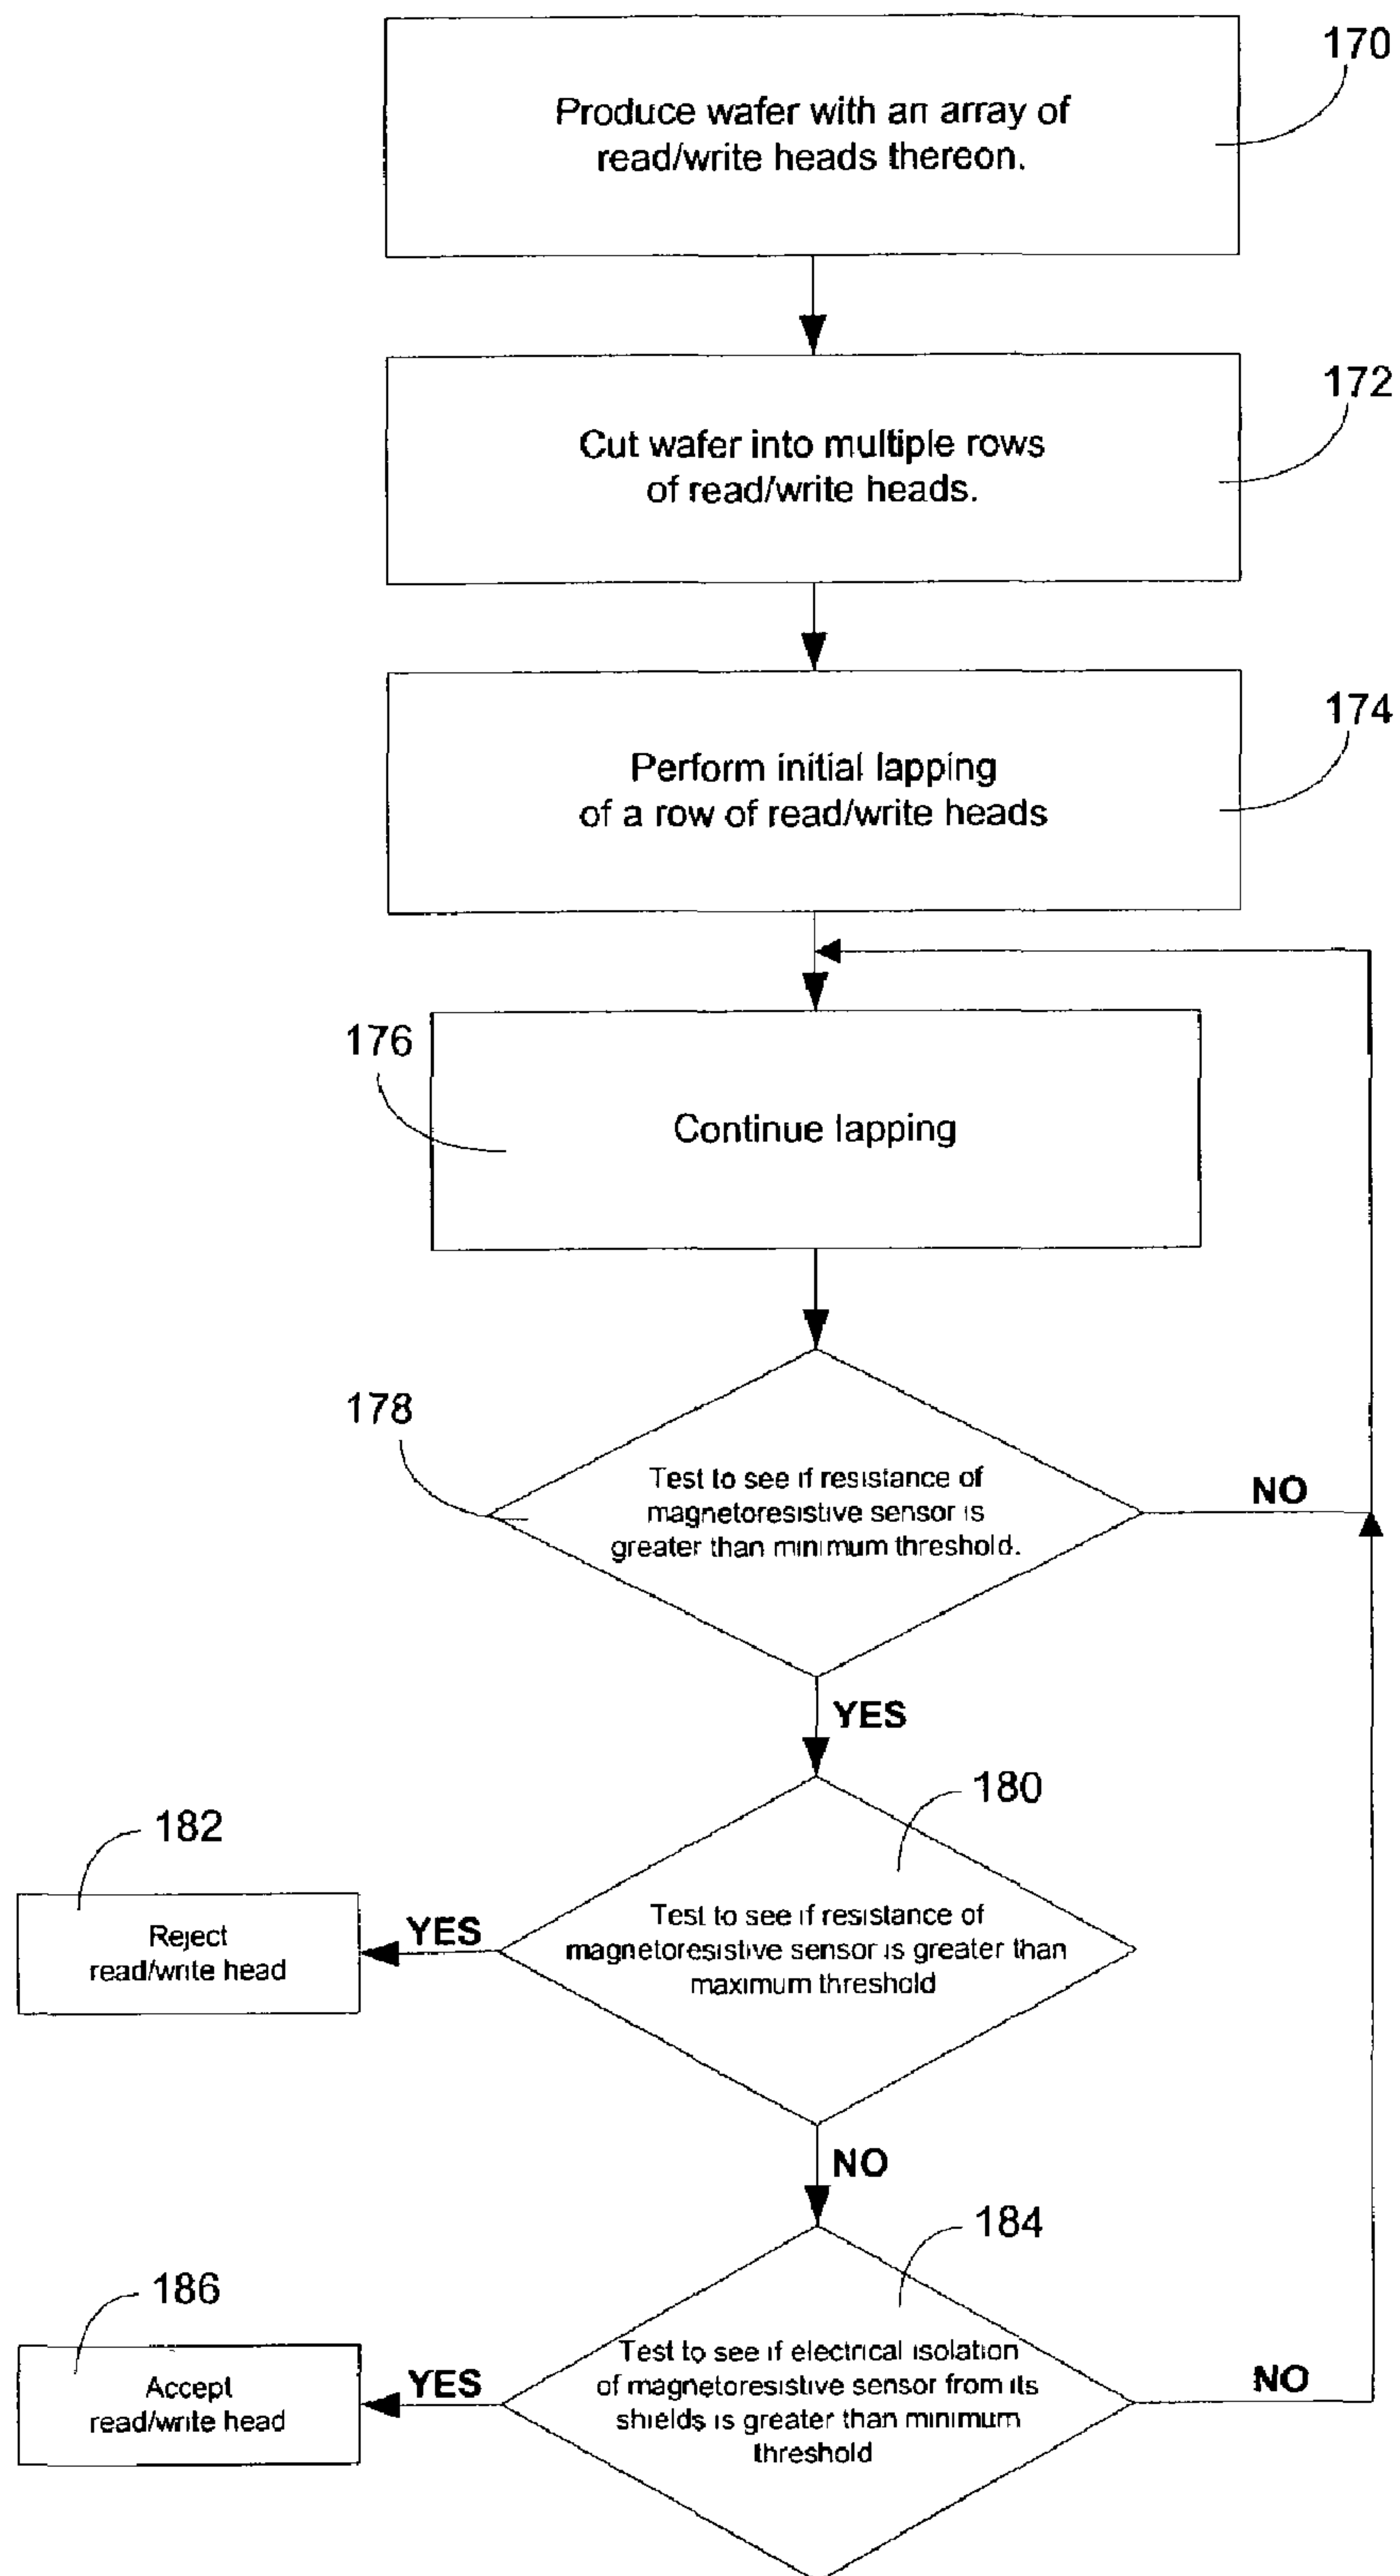 170
Produce wafer with an array of
read/write heads thereon.
172
Cut wafer into multiple rows
of read/write heads.
174
Perform initial lapping
of a row of read/write heads
176
Continue lapping
178
Test to see if resistance of
magnetoresistive sensor is
greater than minimum threshold.
NO
YES
180
182
Test to see if resistance of
magnetoresistive sensor is greater than
maximum threshold
YES
Reject
read/write head
NO
184
186
Test to see if electrical isolation
of magnetoresistive sensor from its
shields is greater than minimum
threshold
NO
YES
Accept
read/write head